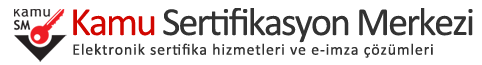 KAMU
SM
Kamu Sertifikasyon Merkezi
Elektronik sertifika hizmetleri ve e-imza çözümleri